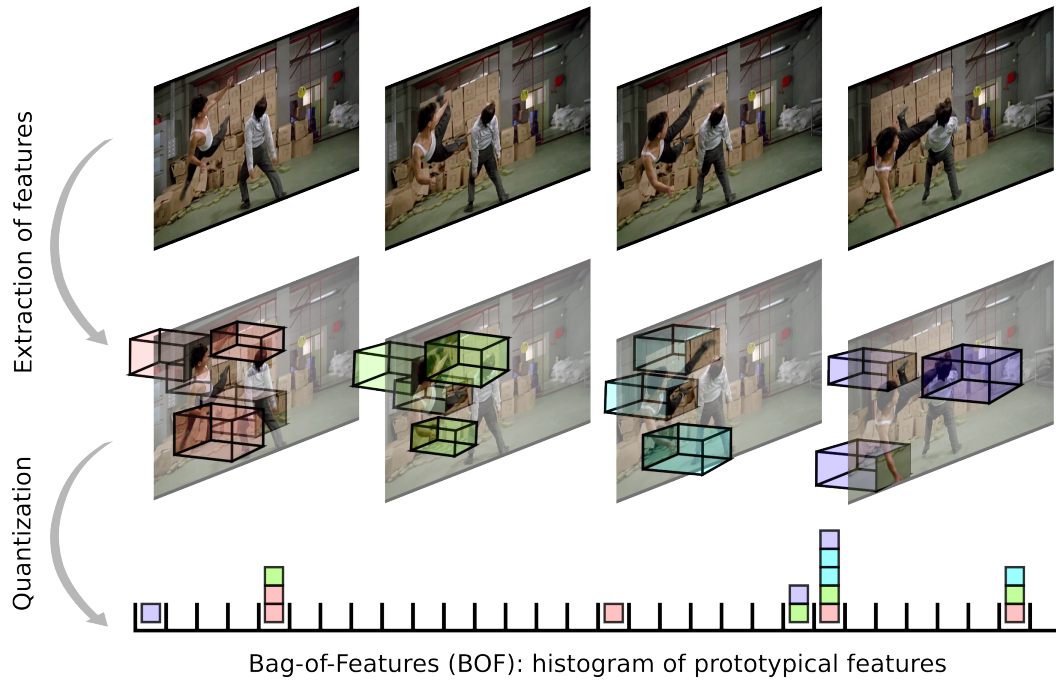 Extraction of features
Quantization
Bag-of-Features (BOF): histogram of prototypical features